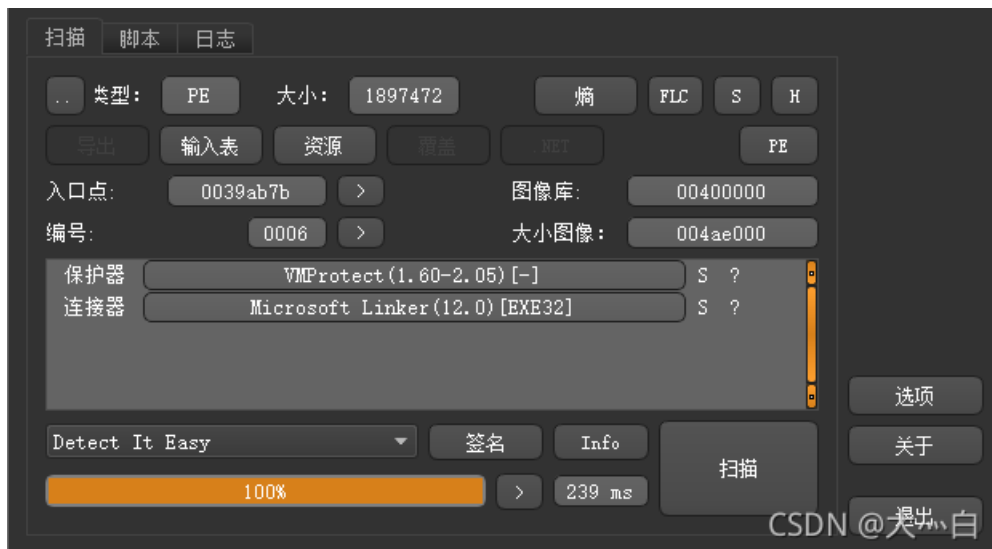 扫描 脚本 日志
.. 类型： PE 大小： 1897472 熵 FLC S H
导出 输入表 资源 覆盖 .NET PE
入口点: 0039ab7b > 图像库: 00400000
编号: 0006 > 大小图像： 004ae000
保护器 VMProtect(1.60-2.05)[-] S ?
连接器 Microsoft Linker(12.0)[EXE32] S ?
选项
Detect It Easy 签名 Info 扫描 关于
100% > 239 ms 退出
CSDN @大灬白